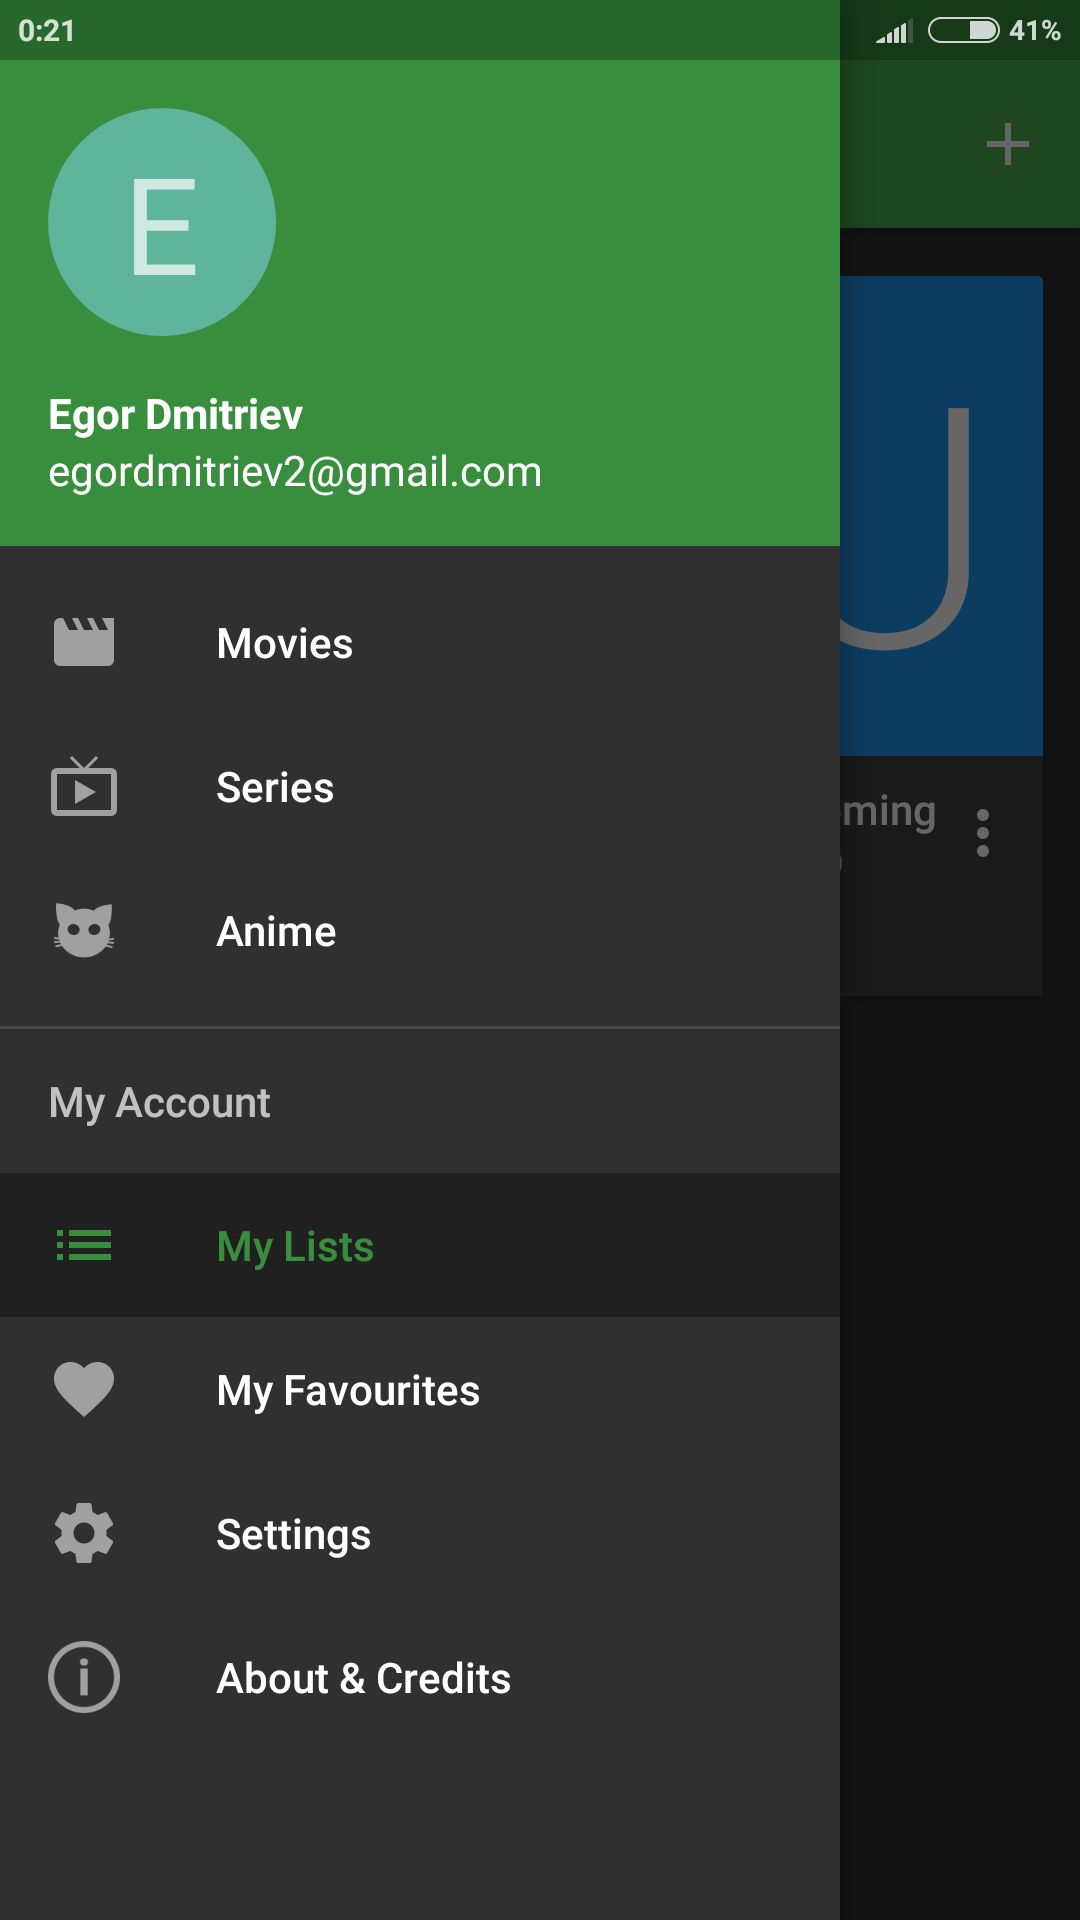 0:21
41%
E
Egor Dmitriev
egordmitriev2@gmail.com
U
Movies
Series
ming
Anime
My Account
My Lists
My Favourites
Settings
About & Credits